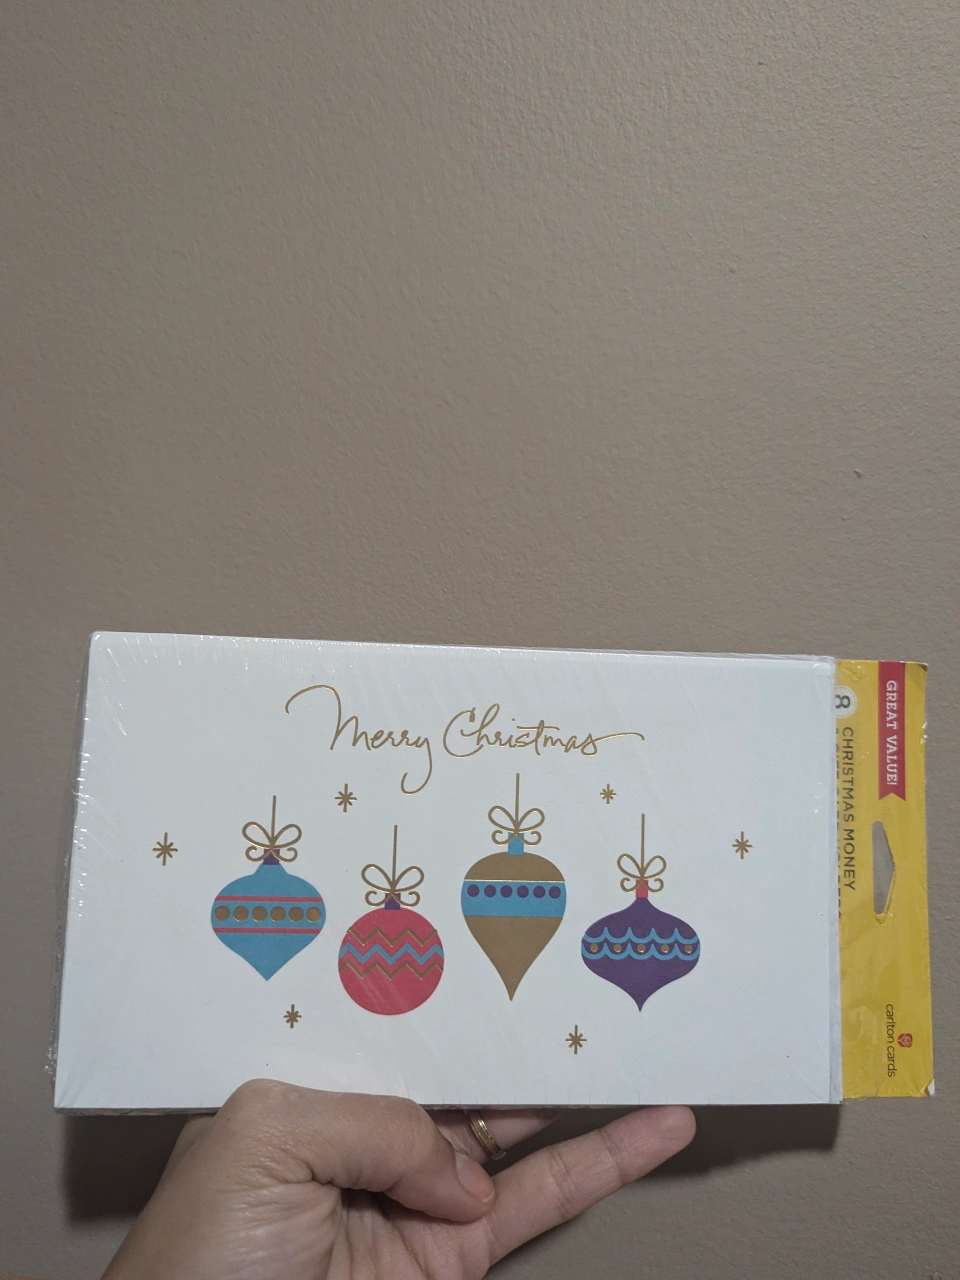 Merry Christmas
GREAT VALUE!
8
CHRISTMAS MONEY
carlton cards